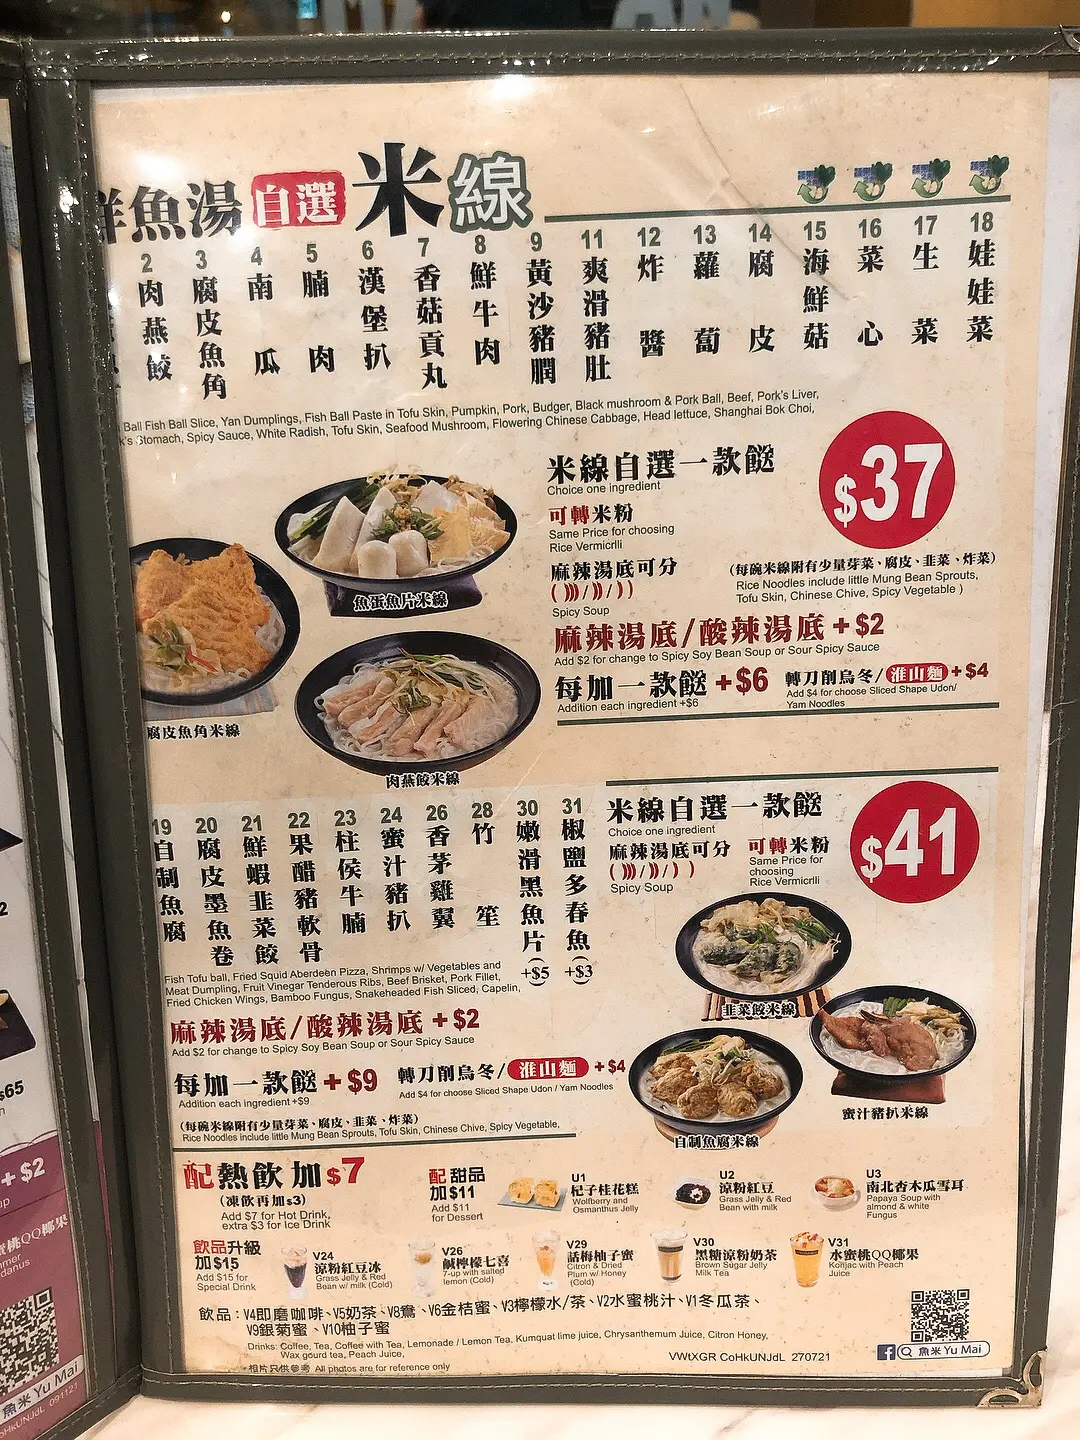 鮮魚湯 自選 米線
2 肉燕餃
3 腐皮魚角
4 南瓜
5 腩肉
6 漢堡扒
7 香菇貢丸
8 鮮牛肉
9 黃沙豬膶
11 爽滑豬肚
12 炸醬
13 蘿蔔
14 腐皮
15 海鮮菇
16 菜心
17 生菜
18 娃娃菜
Ball Fish Ball Slice, Yan Dumplings, Fish Ball Paste in Tofu Skin, Pumpkin, Pork, Budger, Black mushroom & Pork Ball, Beef, Pork's Liver,
k's Stomach, Spicy Sauce, White Radish, Tofu Skin, Seafood Mushroom, Flowering Chinese Cabbage, Head lettuce, Shanghai Bok Choi,
米線自選一款餸
Choice one ingredient
$37
可轉米粉
Same Price for choosing
Rice Vermicrlli
麻辣湯底可分
Spicy Soup
(每碗米線附有少量芽菜、腐皮、韭菜、炸菜)
Rice Noodles include little Mung Bean Sprouts,
Tofu Skin, Chinese Chive, Spicy Vegetable )
麻辣湯底/酸辣湯底 + $2
Add $2 for change to Spicy Soy Bean Soup or Sour Spicy Sauce
每加一款餸 + $6
Addition each ingredient +$6
轉刀削烏冬/淮山麵 + $4
Add $4 for choose Sliced Shape Udon/
Yam Noodles
魚蛋魚片米線
腐皮魚角米線
肉燕餃米線
19 自制魚腐
20 腐皮墨魚卷
21 鮮蝦韭菜餃
22 果醋豬軟骨
23 柱侯牛腩
24 蜜汁豬扒
26 香茅雞翼
28 竹笙
30 嫩滑黑魚片 (+$5)
31 椒鹽多春魚 (+$3)
Fish Tofu ball, Fried Squid Aberdeen Pizza, Shrimps w/ Vegetables and
Meat Dumpling, Fruit Vinegar Tenderous Ribs, Beef Brisket, Pork Fillet,
Fried Chicken Wings, Bamboo Fungus, Snakeheaded Fish Sliced, Capelin,
米線自選一款餸
Choice one ingredient
$41
麻辣湯底可分
Spicy Soup
可轉米粉
Same Price for
choosing
Rice Vermicrlli
麻辣湯底/酸辣湯底 + $2
Add $2 for change to Spicy Soy Bean Soup or Sour Spicy Sauce
每加一款餸 + $9
Addition each ingredient +$9
轉刀削烏冬/淮山麵 + $4
Add $4 for choose Sliced Shape Udon / Yam Noodles
(每碗米線附有少量芽菜、腐皮、韭菜、炸菜)
Rice Noodles include little Mung Bean Sprouts, Tofu Skin, Chinese Chive, Spicy Vegetable,
韭菜餃米線
蜜汁豬扒米線
自制魚腐米線
配熱飲加$7
(凍飲再加$3)
Add $7 for Hot Drink,
extra $3 for Ice Drink
配甜品
加$11
Add $11
for Dessert
U1
杞子桂花糕
Wolfberry and
Osmanthus Jelly
U2
涼粉紅豆
Grass Jelly & Red
Bean with milk
U3
南北杏木瓜雪耳
Papaya Soup with
almond & white
Fungus
飲品升級
加$15
Add $15 for
Special Drink
V24
涼粉紅豆冰
Grass Jelly & Red
Bean w/ milk (Cold)
V26
鹹檸檬七喜
7-up with salted
lemon (Cold)
V29
話梅柚子蜜
Citron & Dried
Plum w/ Honey
(Cold)
V30
黑糖涼粉奶茶
Brown Sugar Jelly
Milk Tea
V31
水蜜桃QQ椰果
Konjac with Peach
Juice
飲品：V4即磨咖啡、V5奶茶、V8鴦、V6金桔蜜、V3檸檬水/茶、V2水蜜桃汁、V1冬瓜茶、
V9銀菊蜜、V10柚子蜜
Drinks: Coffee, Tea, Coffee with Tea, Lemonade / Lemon Tea, Kumquat lime juice, Chrysanthemum Juice, Citron Honey,
Wax gourd tea, Peach Juice,
相片只供參考 All photos are for reference only
VWtXGR CoHkUNJdL 270721
魚米 Yu Mai
$65
+ $2
蜜桃QQ椰果
魚米 Yu Mai
091121